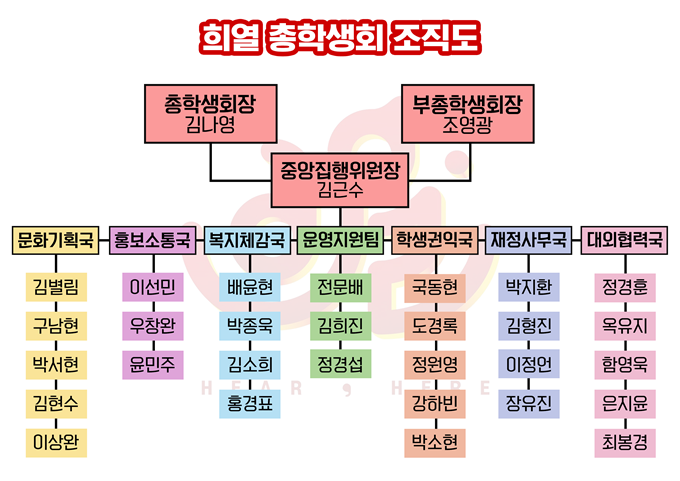 희열 총학생회 조직도
총학생회장
김나영
부총학생회장
조영광
중앙집행위원장
김근수
문화기획국
홍보소통국
복지체감국
운영지원팀
학생권익국
재정사무국
대외협력국
김별림
이선민
배윤현
전문배
국동현
박지환
정경훈
구남현
우창완
박종욱
김희진
도경록
김형진
옥유지
박서현
윤민주
김소희
정경섭
정원영
이정언
함영욱
HEAR , HERE
김현수
홍경표
강하빈
장유진
은지윤
이상완
박소현
최봉경